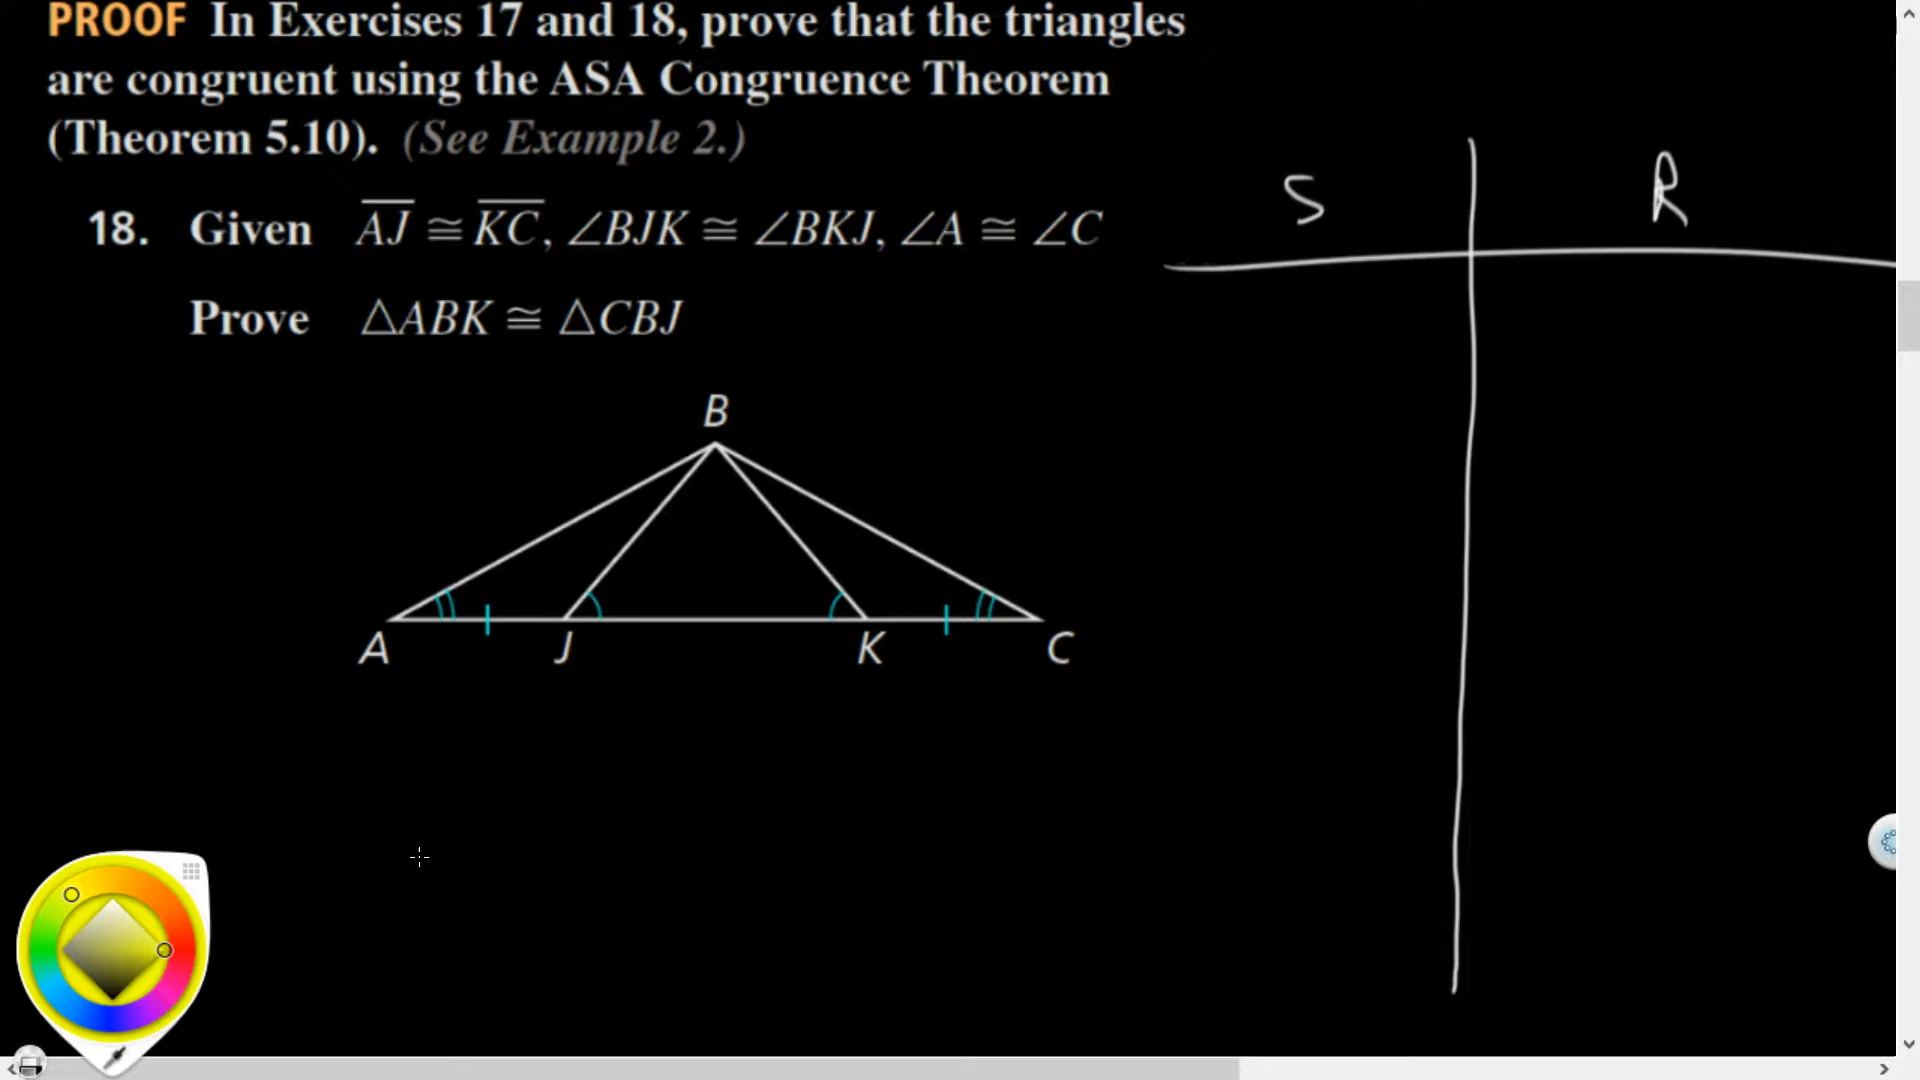 PROOF In Exercises 17 and 18, prove that the triangles
are congruent using the ASA Congruence Theorem
(Theorem 5.10). (See Example 2.)
18. Given AJ ≅ KC, ∠BJK ≅ ∠BKJ, ∠A ≅ ∠C
Prove △ABK ≅ △CBJ
S R
B
A J K C